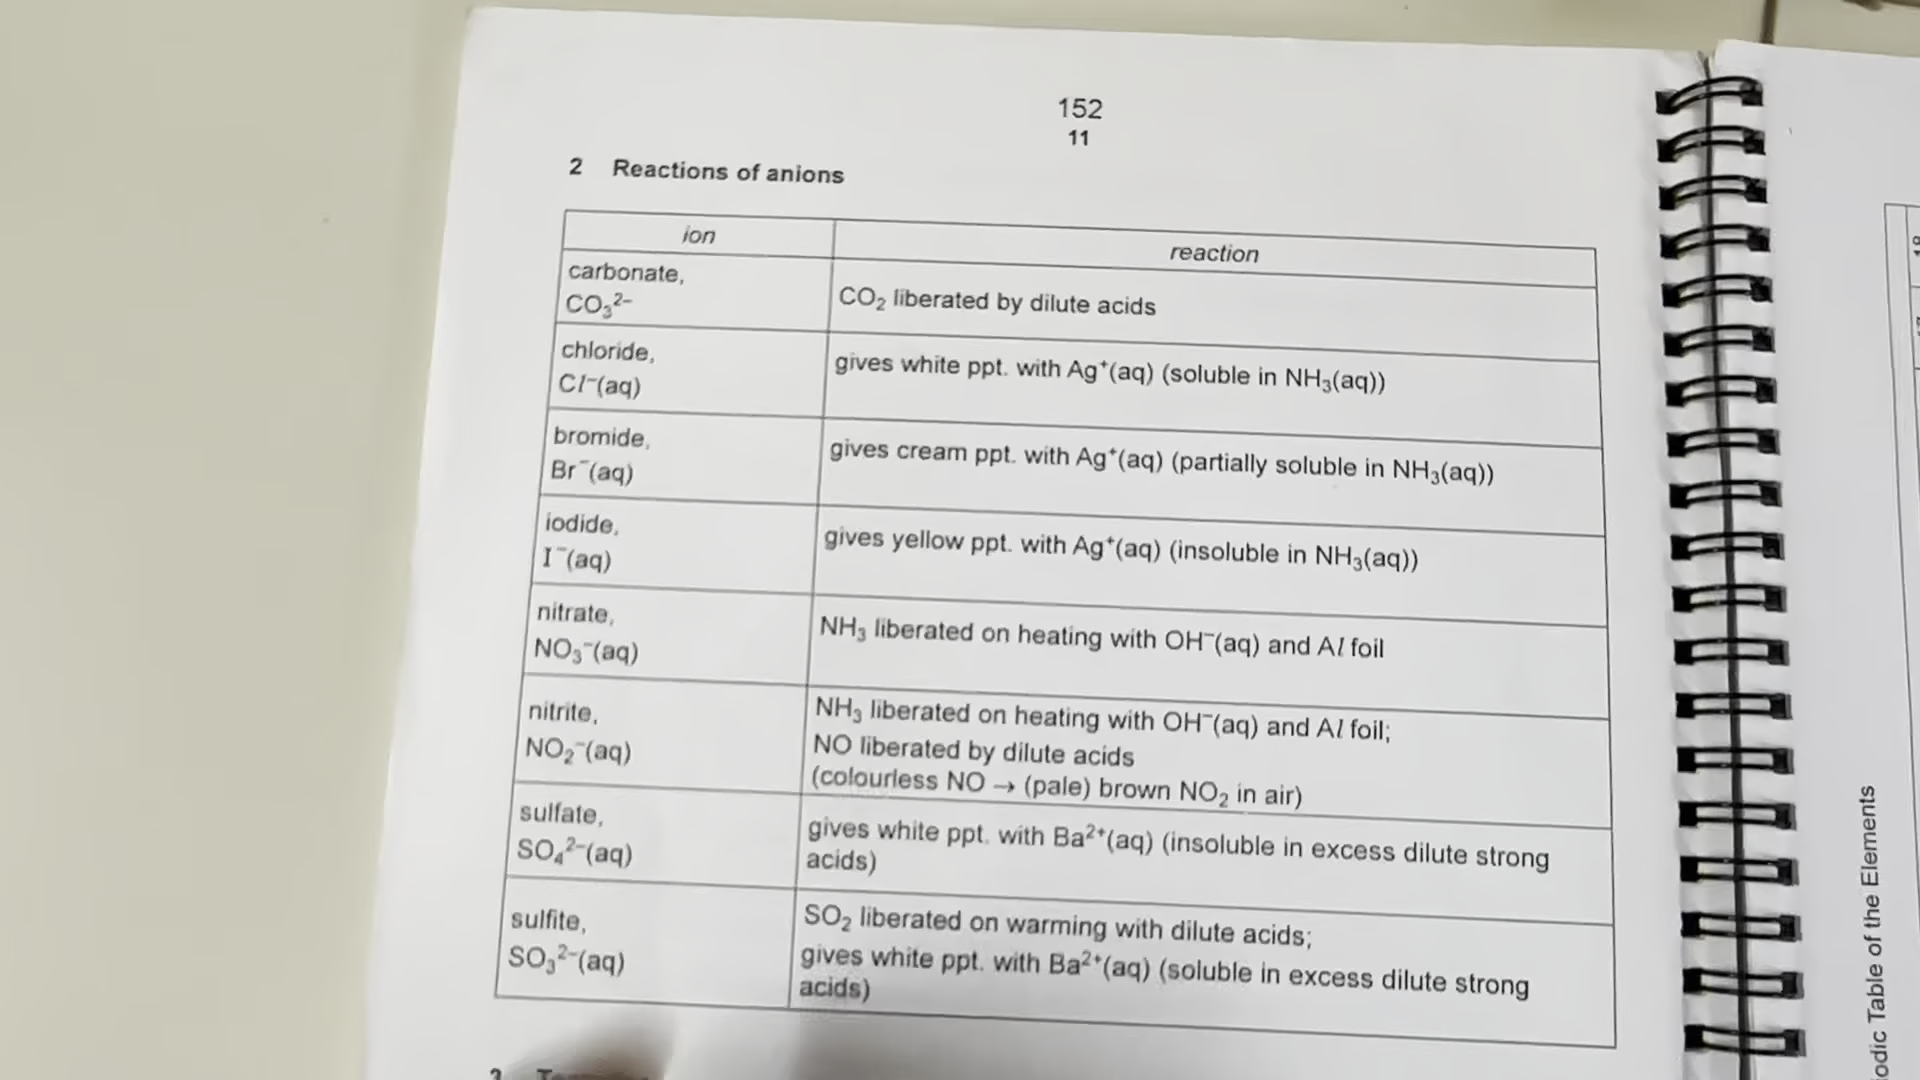 152
11
2 Reactions of anions
ion reaction
carbonate,
CO₃²⁻
CO₂ liberated by dilute acids
chloride,
Cl⁻(aq)
gives white ppt. with Ag⁺(aq) (soluble in NH₃(aq))
bromide,
Br⁻(aq)
gives cream ppt. with Ag⁺(aq) (partially soluble in NH₃(aq))
iodide,
I⁻(aq)
gives yellow ppt. with Ag⁺(aq) (insoluble in NH₃(aq))
nitrate,
NO₃⁻(aq)
NH₃ liberated on heating with OH⁻(aq) and Al foil
nitrite,
NO₂⁻(aq)
NH₃ liberated on heating with OH⁻(aq) and Al foil;
NO liberated by dilute acids
(colourless NO → (pale) brown NO₂ in air)
sulfate,
SO₄²⁻(aq)
gives white ppt. with Ba²⁺(aq) (insoluble in excess dilute strong
acids)
sulfite,
SO₃²⁻(aq)
SO₂ liberated on warming with dilute acids;
gives white ppt. with Ba²⁺(aq) (soluble in excess dilute strong
acids)
Table of the Elements